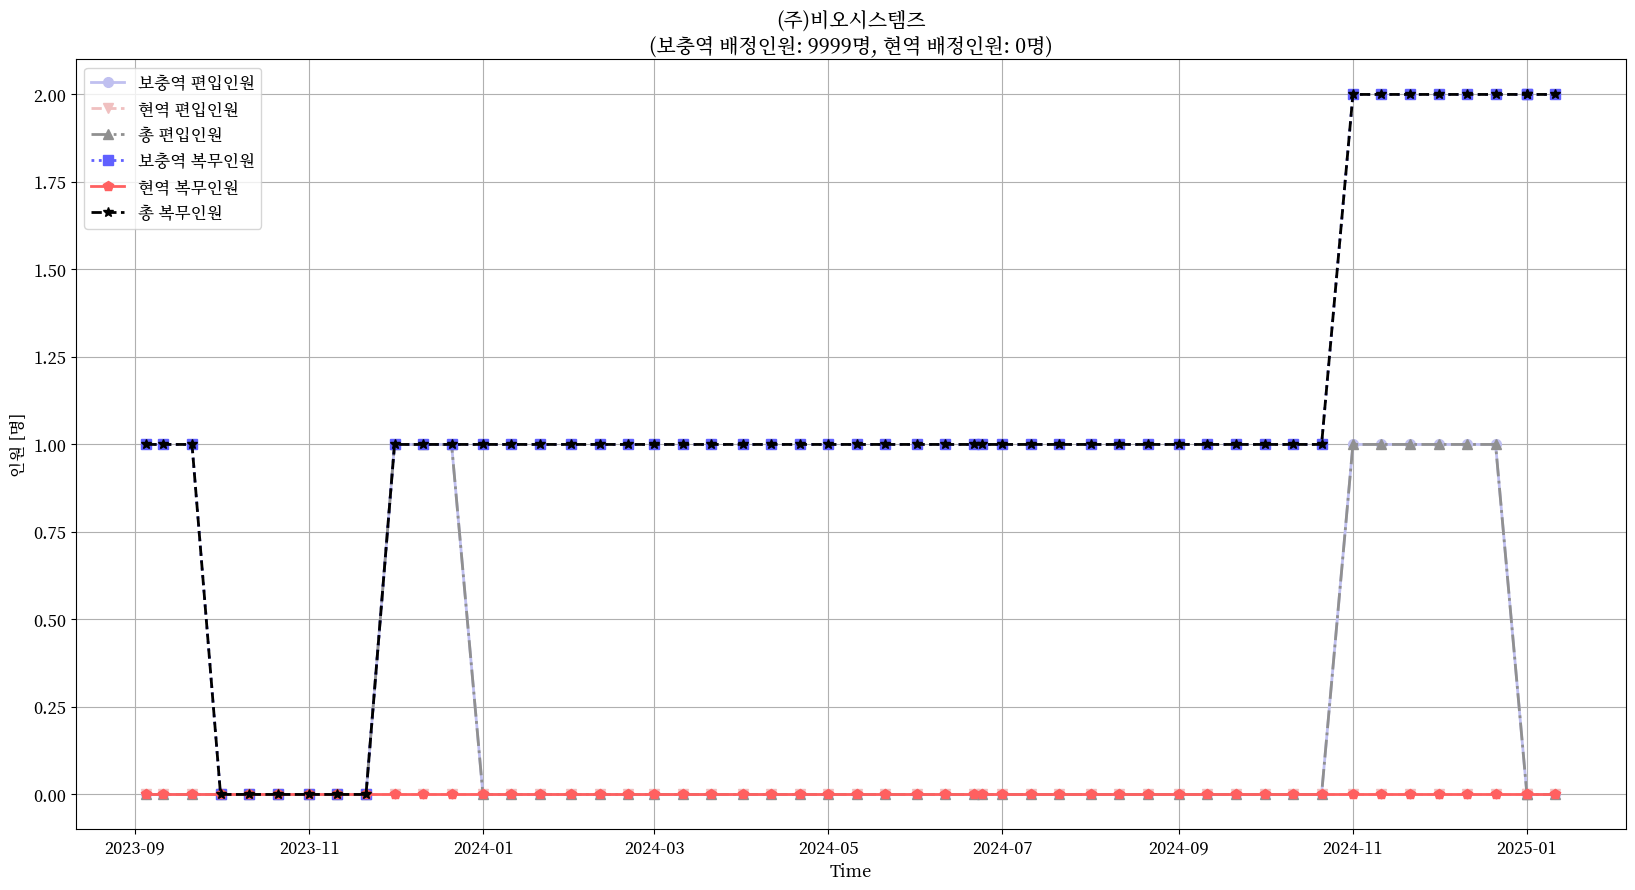 (주)비오시스템즈
(보충역 배정인원: 9999명, 현역 배정인원: 0명)
보충역 편입인원
현역 편입인원
총 편입인원
보충역 복무인원
현역 복무인원
총 복무인원
2.00
1.75
1.50
1.25
1.00
0.75
0.50
0.25
0.00
인원 [명]
2023-09 2023-11 2024-01 2024-03 2024-05 2024-07 2024-09 2024-11 2025-01
Time